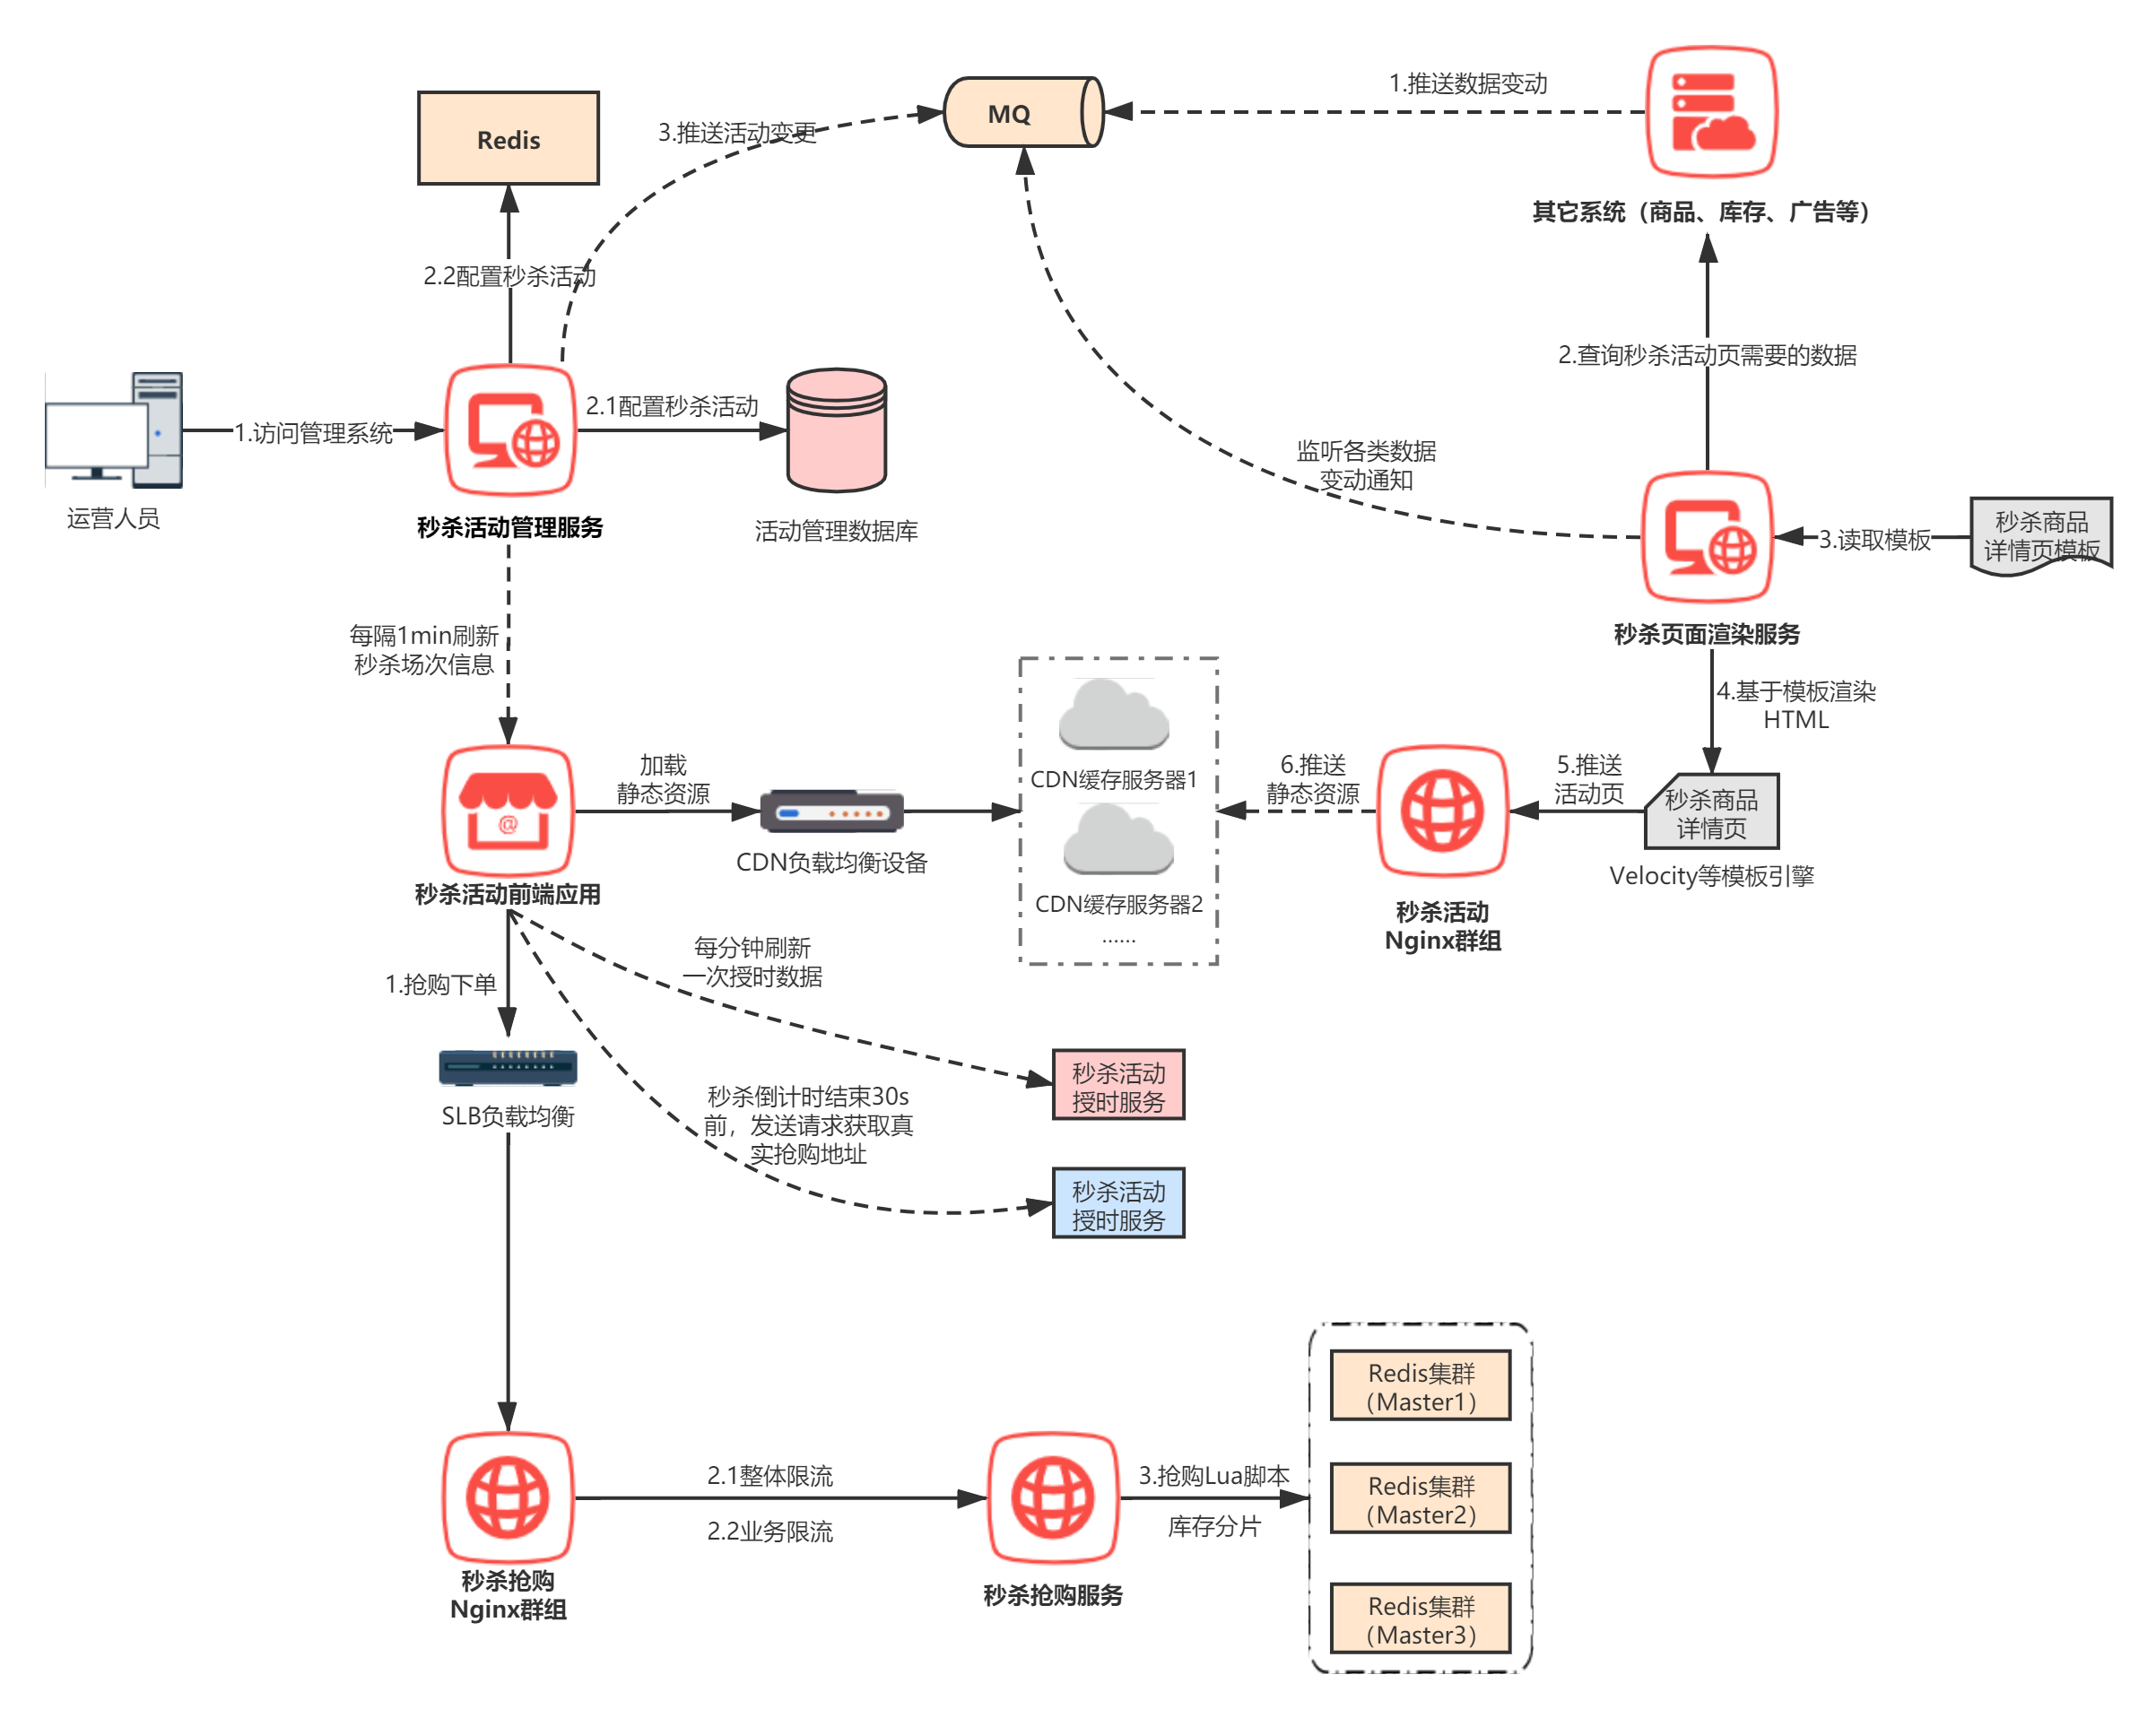 Redis
MQ
3.推送活动变更
1.推送数据变动
其它系统（商品、库存、广告等）
2.2配置秒杀活动
2.查询秒杀活动页需要的数据
1.访问管理系统
2.1配置秒杀活动
运营人员
秒杀活动管理服务
活动管理数据库
监听各类数据
变动通知
3.读取模板
秒杀商品
详情页模板
秒杀页面渲染服务
每隔1min刷新
秒杀场次信息
4.基于模板渲染
HTML
加载
静态资源
CDN缓存服务器1
CDN缓存服务器2
......
6.推送
静态资源
5.推送
活动页
秒杀商品
详情页
CDN负载均衡设备
Velocity等模板引擎
秒杀活动前端应用
秒杀活动
Nginx群组
1.抢购下单
每分钟刷新
一次授时数据
秒杀活动
授时服务
SLB负载均衡
秒杀倒计时结束30s
前，发送请求获取真
实抢购地址
秒杀活动
授时服务
2.1整体限流
2.2业务限流
3.抢购Lua脚本
库存分片
Redis集群
（Master1）
Redis集群
（Master2）
Redis集群
（Master3）
秒杀抢购
Nginx群组
秒杀抢购服务
@